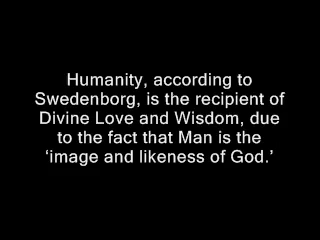 Humanity, according to
Swedenborg, is the recipient of
Divine Love and Wisdom, due
to the fact that Man is the
‘image and likeness of God.’